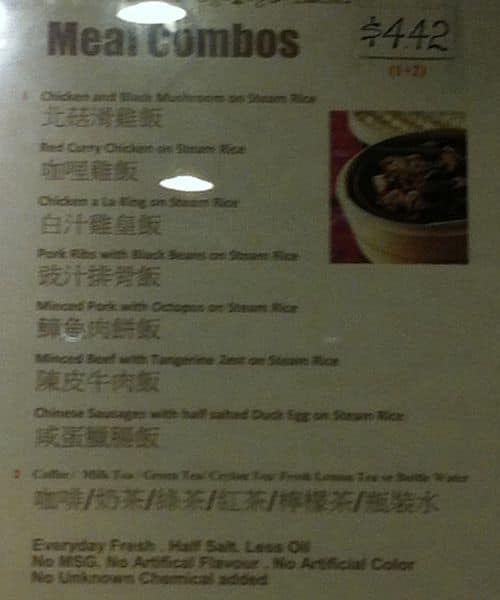 Meal Combos
$4.42
(1+2)
1 Chicken and Black Mushroom on Steam Rice
北菇滑雞飯
Red Curry Chicken on Steam Rice
咖喱雞飯
Chicken a La King on Steam Rice
白汁雞皇飯
Pork Ribs with Black Beans on Steam Rice
豉汁排骨飯
Minced Pork with Octopus on Steam Rice
章魚肉餅飯
Minced Beef with Tangerine Zest on Steam Rice
陳皮牛肉飯
Chinese Sausages with half salted Duck Egg on Steam Rice
咸蛋臘腸飯
2 Coffee / Milk Tea / Green Tea/ Ceylon Tea/ Fresh Lemon Tea or Bottle Water
咖啡/奶茶/綠茶/紅茶/檸檬茶/瓶裝水
Everyday Fresh . Half Salt. Less Oil
No MSG. No Artifical Flavour . No Artificial Color
No Unknown Chemical added